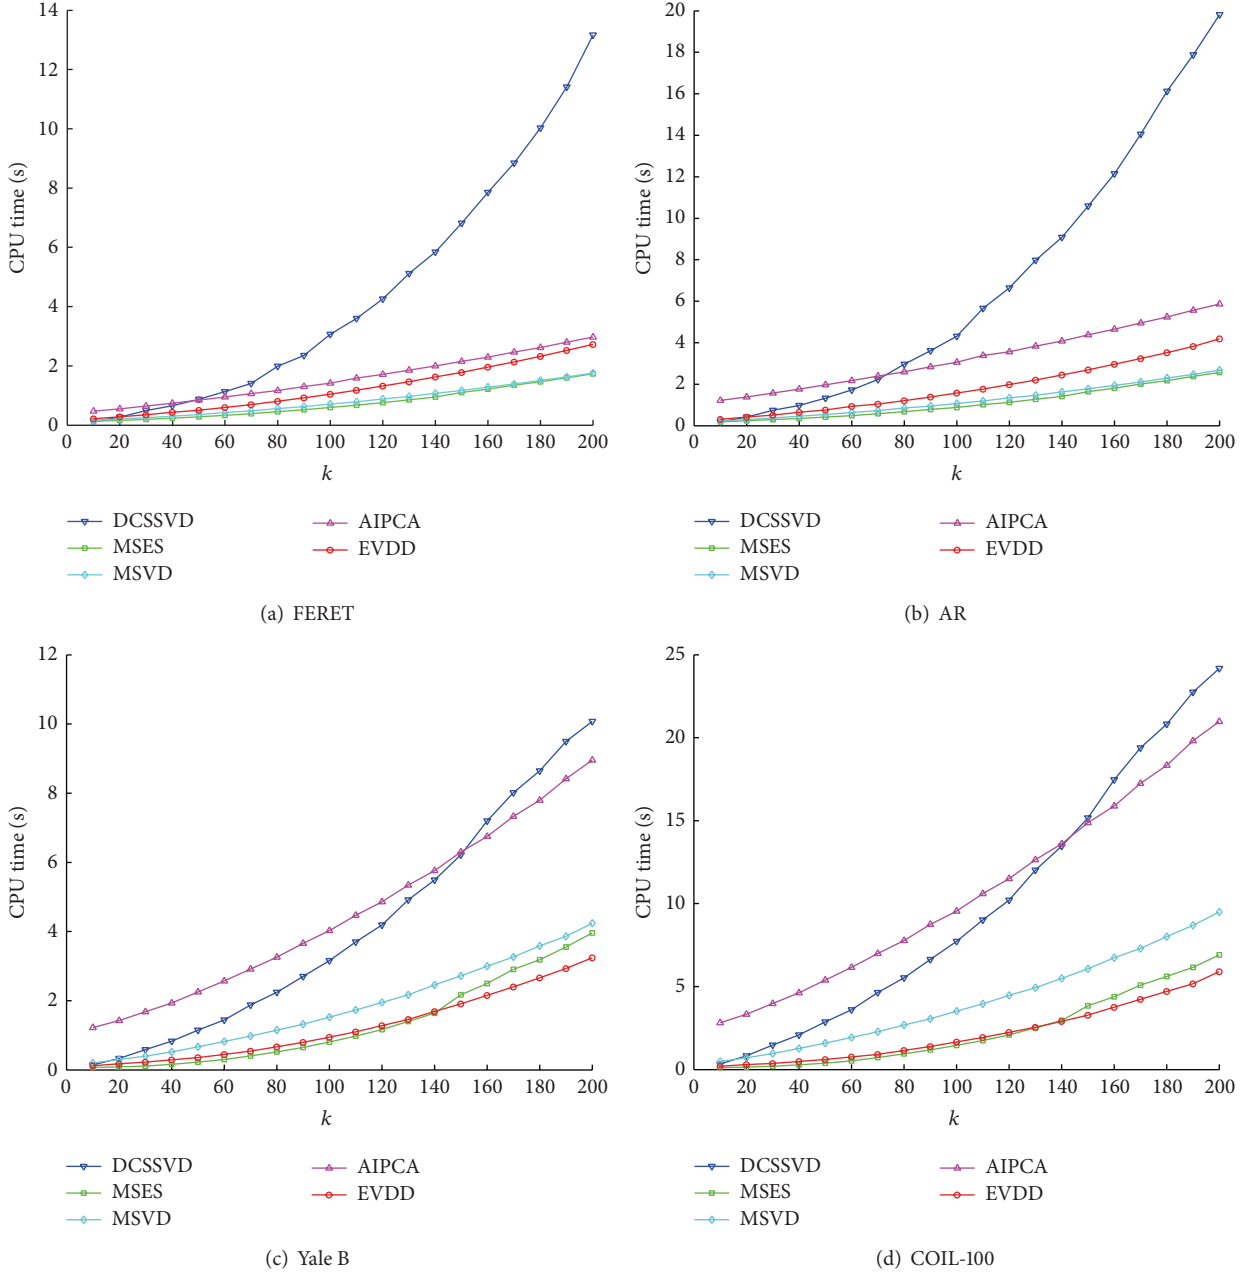 14
12
10
8
6
4
2
0
CPU time (s)
0 20 40 60 80 100 120 140 160 180 200
k
DCSSVD
MSES
MSVD
AIPCA
EVDD
(a) FERET
20
18
16
14
12
10
8
6
4
2
0
CPU time (s)
0 20 40 60 80 100 120 140 160 180 200
k
DCSSVD
MSES
MSVD
AIPCA
EVDD
(b) AR
12
10
8
6
4
2
0
CPU time (s)
0 20 40 60 80 100 120 140 160 180 200
k
DCSSVD
MSES
MSVD
AIPCA
EVDD
(c) Yale B
25
20
15
10
5
0
CPU time (s)
0 20 40 60 80 100 120 140 160 180 200
k
DCSSVD
MSES
MSVD
AIPCA
EVDD
(d) COIL-100